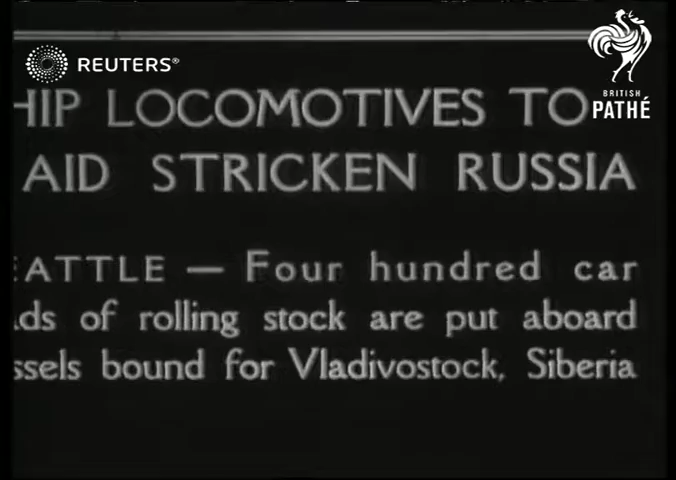 REUTERS®
BRITISH
PATHÉ
HIP LOCOMOTIVES TO
AID STRICKEN RUSSIA
EATTLE — Four hundred car
ds of rolling stock are put aboard
ssels bound for Vladivostock, Siberia